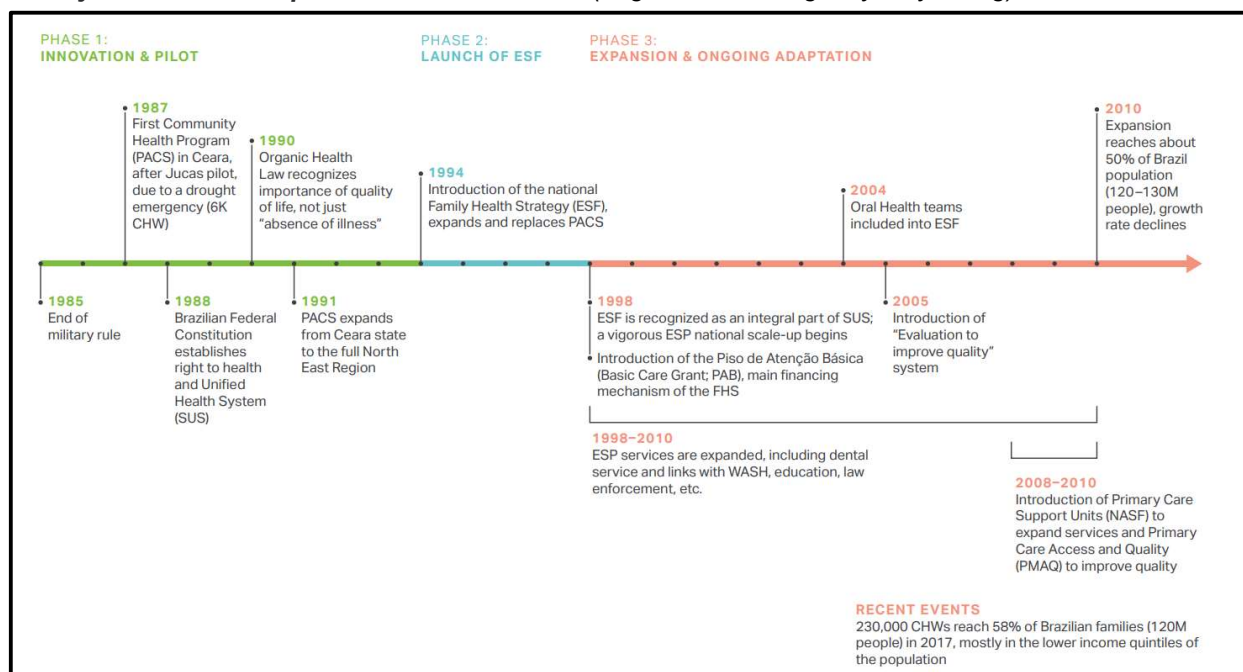 PHASE 1:
INNOVATION & PILOT
PHASE 2:
LAUNCH OF ESF
PHASE 3:
EXPANSION & ONGOING ADAPTATION
1987
First Community
Health Program
(PACS) in Ceara,
after Jucas pilot,
due to a drought
emergency (6K
CHW)
1990
Organic Health
Law recognizes
importance of quality
of life, not just
“absence of illness”
1994
Introduction of the national
Family Health Strategy (ESF),
expands and replaces PACS
2004
Oral Health teams
included into ESF
2010
Expansion
reaches about
50% of Brazil
population
(120–130M
people), growth
rate declines
1985
End of
military rule
1988
Brazilian Federal
Constitution
establishes
right to health
and Unified
Health System
(SUS)
1991
PACS expands
from Ceara state
to the full North
East Region
1998
ESF is recognized as an integral part of SUS;
a vigorous ESP national scale-up begins
Introduction of the Piso de Atenção Básica
(Basic Care Grant; PAB), main financing
mechanism of the FHS
2005
Introduction of
“Evaluation to
improve quality”
system
1998–2010
ESP services are expanded, including dental
service and links with WASH, education, law
enforcement, etc.
2008–2010
Introduction of Primary Care
Support Units (NASF) to
expand services and Primary
Care Access and Quality
(PMAQ) to improve quality
RECENT EVENTS
230,000 CHWs reach 58% of Brazilian families (120M
people) in 2017, mostly in the lower income quintiles of
the population